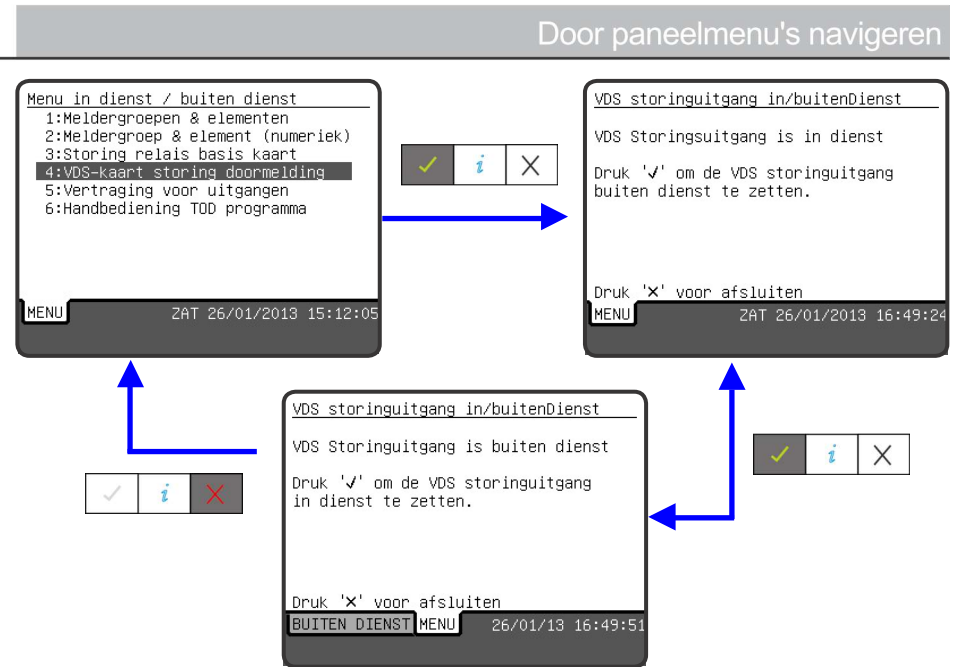 Door paneelmenu's navigeren
Menu in dienst / buiten dienst
1:Meldergroepen & elementen
2:Meldergroep & element (numeriek)
3:Storing relais basis kaart
4:VDS-kaart storing doormelding
5:Vertraging voor uitgangen
6:Handbediening TOD programma
MENU ZAT 26/01/2013 15:12:05
✓ i X
VDS storinguitgang in/buitenDienst
VDS Storingsuitgang is in dienst
Druk '✓' om de VDS storinguitgang
buiten dienst te zetten.
Druk 'X' voor afsluiten
MENU ZAT 26/01/2013 16:49:24
✓ i X
VDS storinguitgang in/buitenDienst
VDS Storinguitgang is buiten dienst
Druk '✓' om de VDS storinguitgang
in dienst te zetten.
Druk 'X' voor afsluiten
BUITEN DIENST MENU 26/01/13 16:49:51
✓ i X